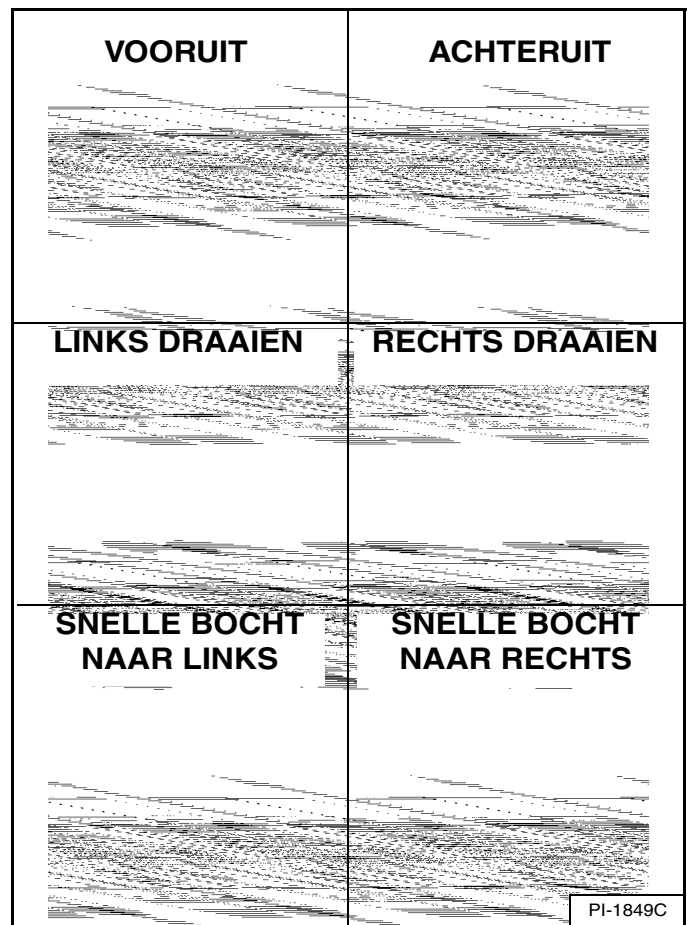 VOORUIT
ACHTERUIT
LINKS DRAAIEN
RECHTS DRAAIEN
SNELLE BOCHT
NAAR LINKS
SNELLE BOCHT
NAAR RECHTS
PI-1849C